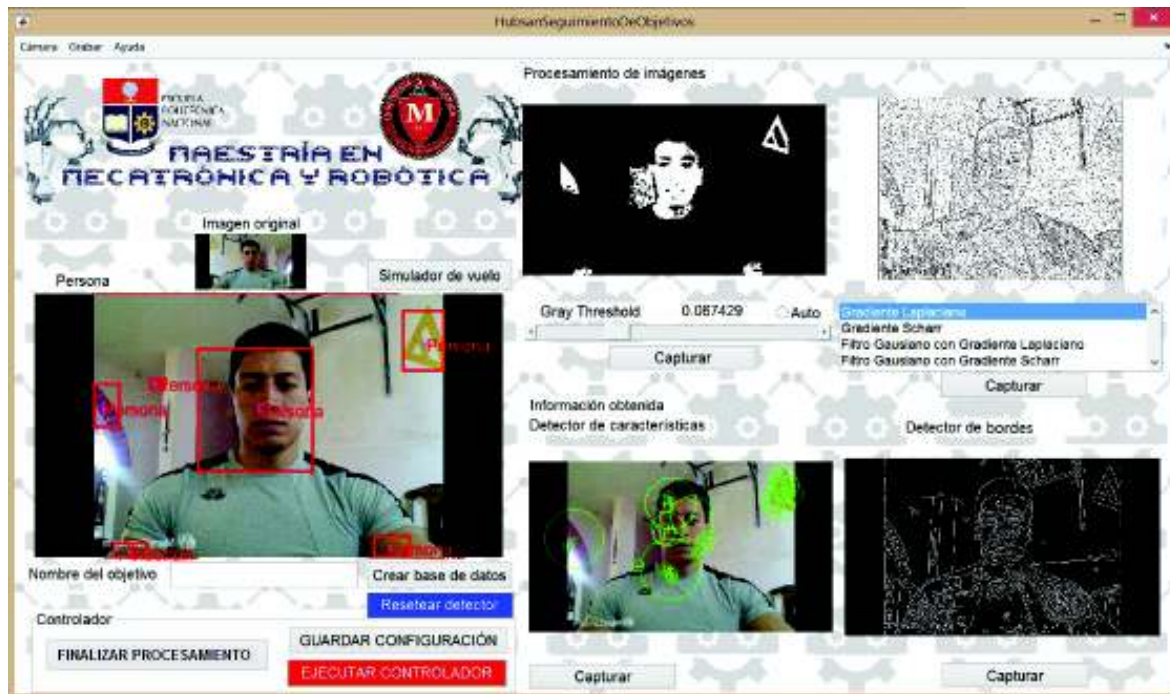 HubsanSeguimientoDeObjetivos
Cámara Grabar Ayuda
ESCUELA
POLITÉCNICA
NACIONAL
M
MAESTRÍA EN
MECATRÓNICA Y ROBÓTICA
Imagen original
Persona
Simulador de vuelo
Persona
Persona
Persona
Persona
Nombre del objetivo
Crear base de datos
Resetear detector
Controlador
FINALIZAR PROCESAMIENTO
GUARDAR CONFIGURACIÓN
EJECUTAR CONTROLADOR
Procesamiento de imágenes
Gray Threshold 0.067429 Auto
Capturar
Gradiente Laplaciano
Gradiente Scharr
Filtro Gausiano con Gradiente Laplaciano
Filtro Gausiano con Gradiente Scharr
Capturar
Información obtenida
Detector de características
Detector de bordes
Capturar
Capturar